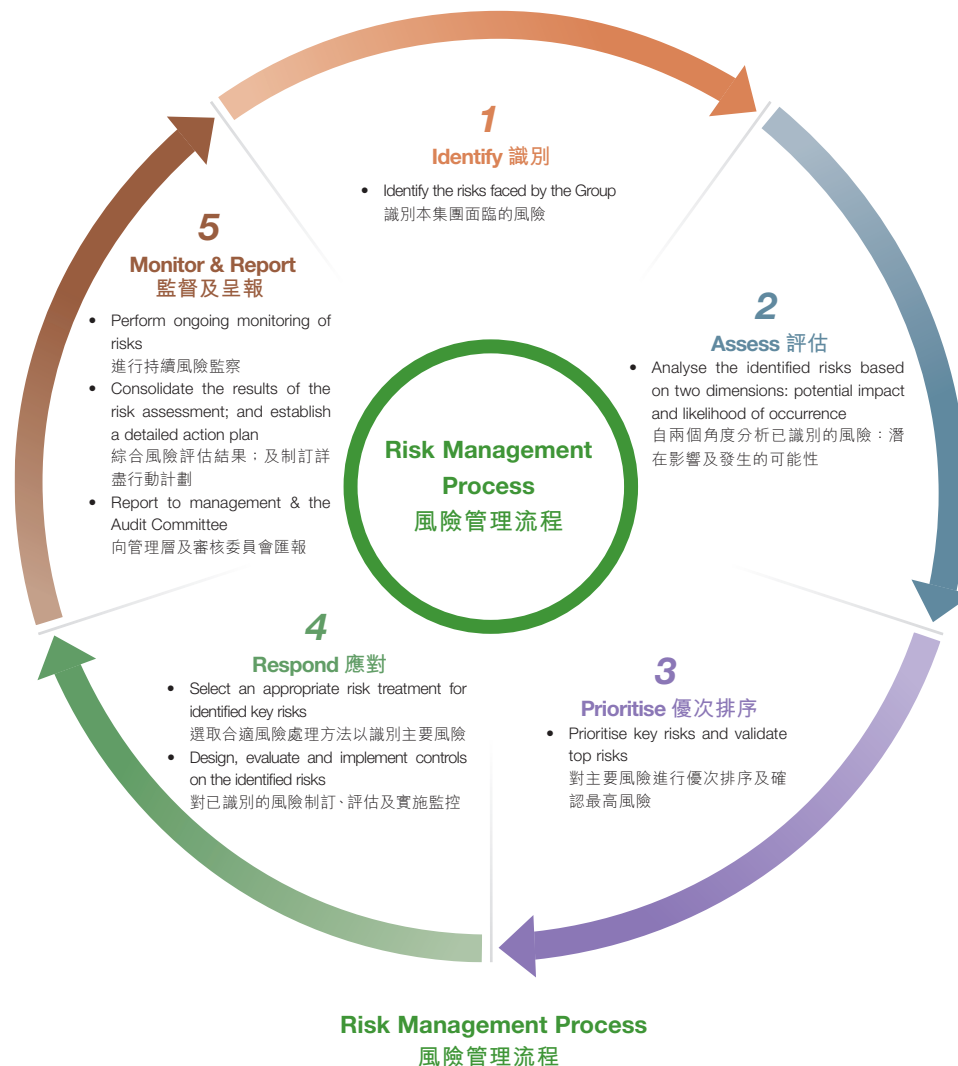 1
Identify 識別
• Identify the risks faced by the Group
識別本集團面臨的風險
2
Assess 評估
• Analyse the identified risks based
on two dimensions: potential impact
and likelihood of occurrence
自兩個角度分析已識別的風險：潛
在影響及發生的可能性
3
Prioritise 優次排序
• Prioritise key risks and validate
top risks
對主要風險進行優次排序及確
認最高風險
4
Respond 應對
• Select an appropriate risk treatment for
identified key risks
選取合適風險處理方法以識別主要風險
• Design, evaluate and implement controls
on the identified risks
對已識別的風險制訂、評估及實施監控
5
Monitor & Report
監督及呈報
• Perform ongoing monitoring of
risks
進行持續風險監察
• Consolidate the results of the
risk assessment; and establish
a detailed action plan
綜合風險評估結果；及制訂詳
盡行動計劃
• Report to management & the
Audit Committee
向管理層及審核委員會匯報
Risk Management
Process
風險管理流程
Risk Management Process
風險管理流程